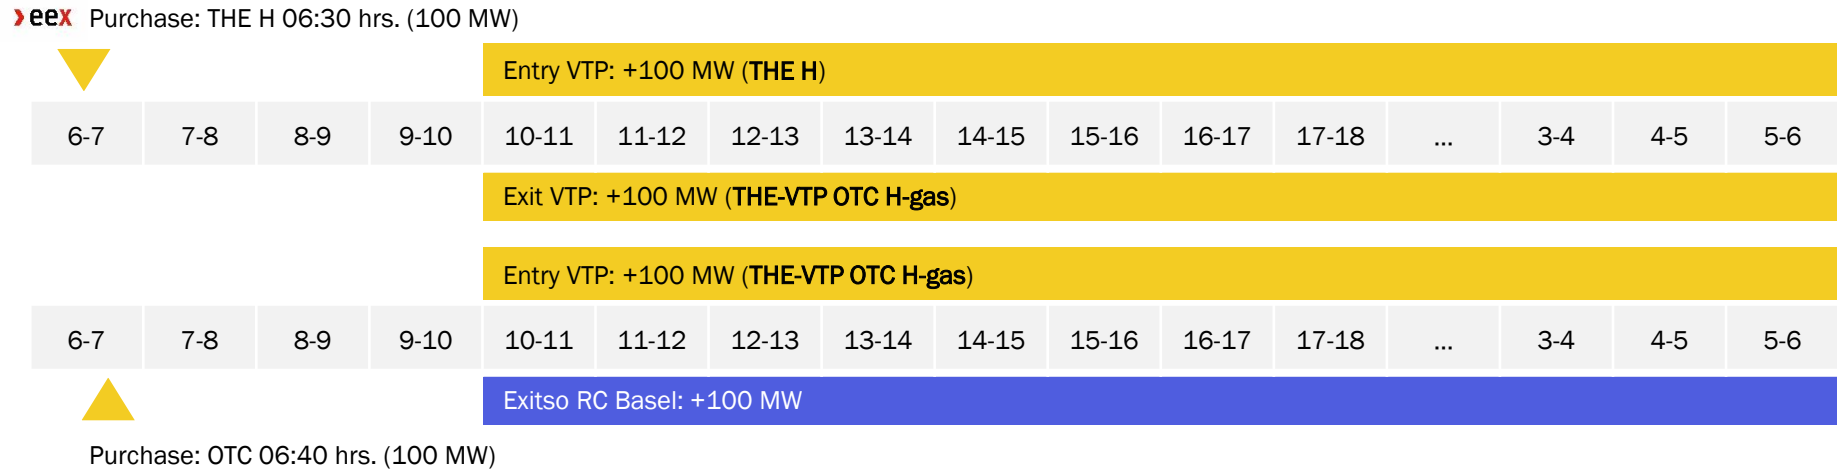 eex Purchase: THE H 06:30 hrs. (100 MW)
Entry VTP: +100 MW (THE H)
6-7 7-8 8-9 9-10 10-11 11-12 12-13 13-14 14-15 15-16 16-17 17-18 ... 3-4 4-5 5-6
Exit VTP: +100 MW (THE-VTP OTC H-gas)
Entry VTP: +100 MW (THE-VTP OTC H-gas)
6-7 7-8 8-9 9-10 10-11 11-12 12-13 13-14 14-15 15-16 16-17 17-18 ... 3-4 4-5 5-6
Exitso RC Basel: +100 MW
Purchase: OTC 06:40 hrs. (100 MW)